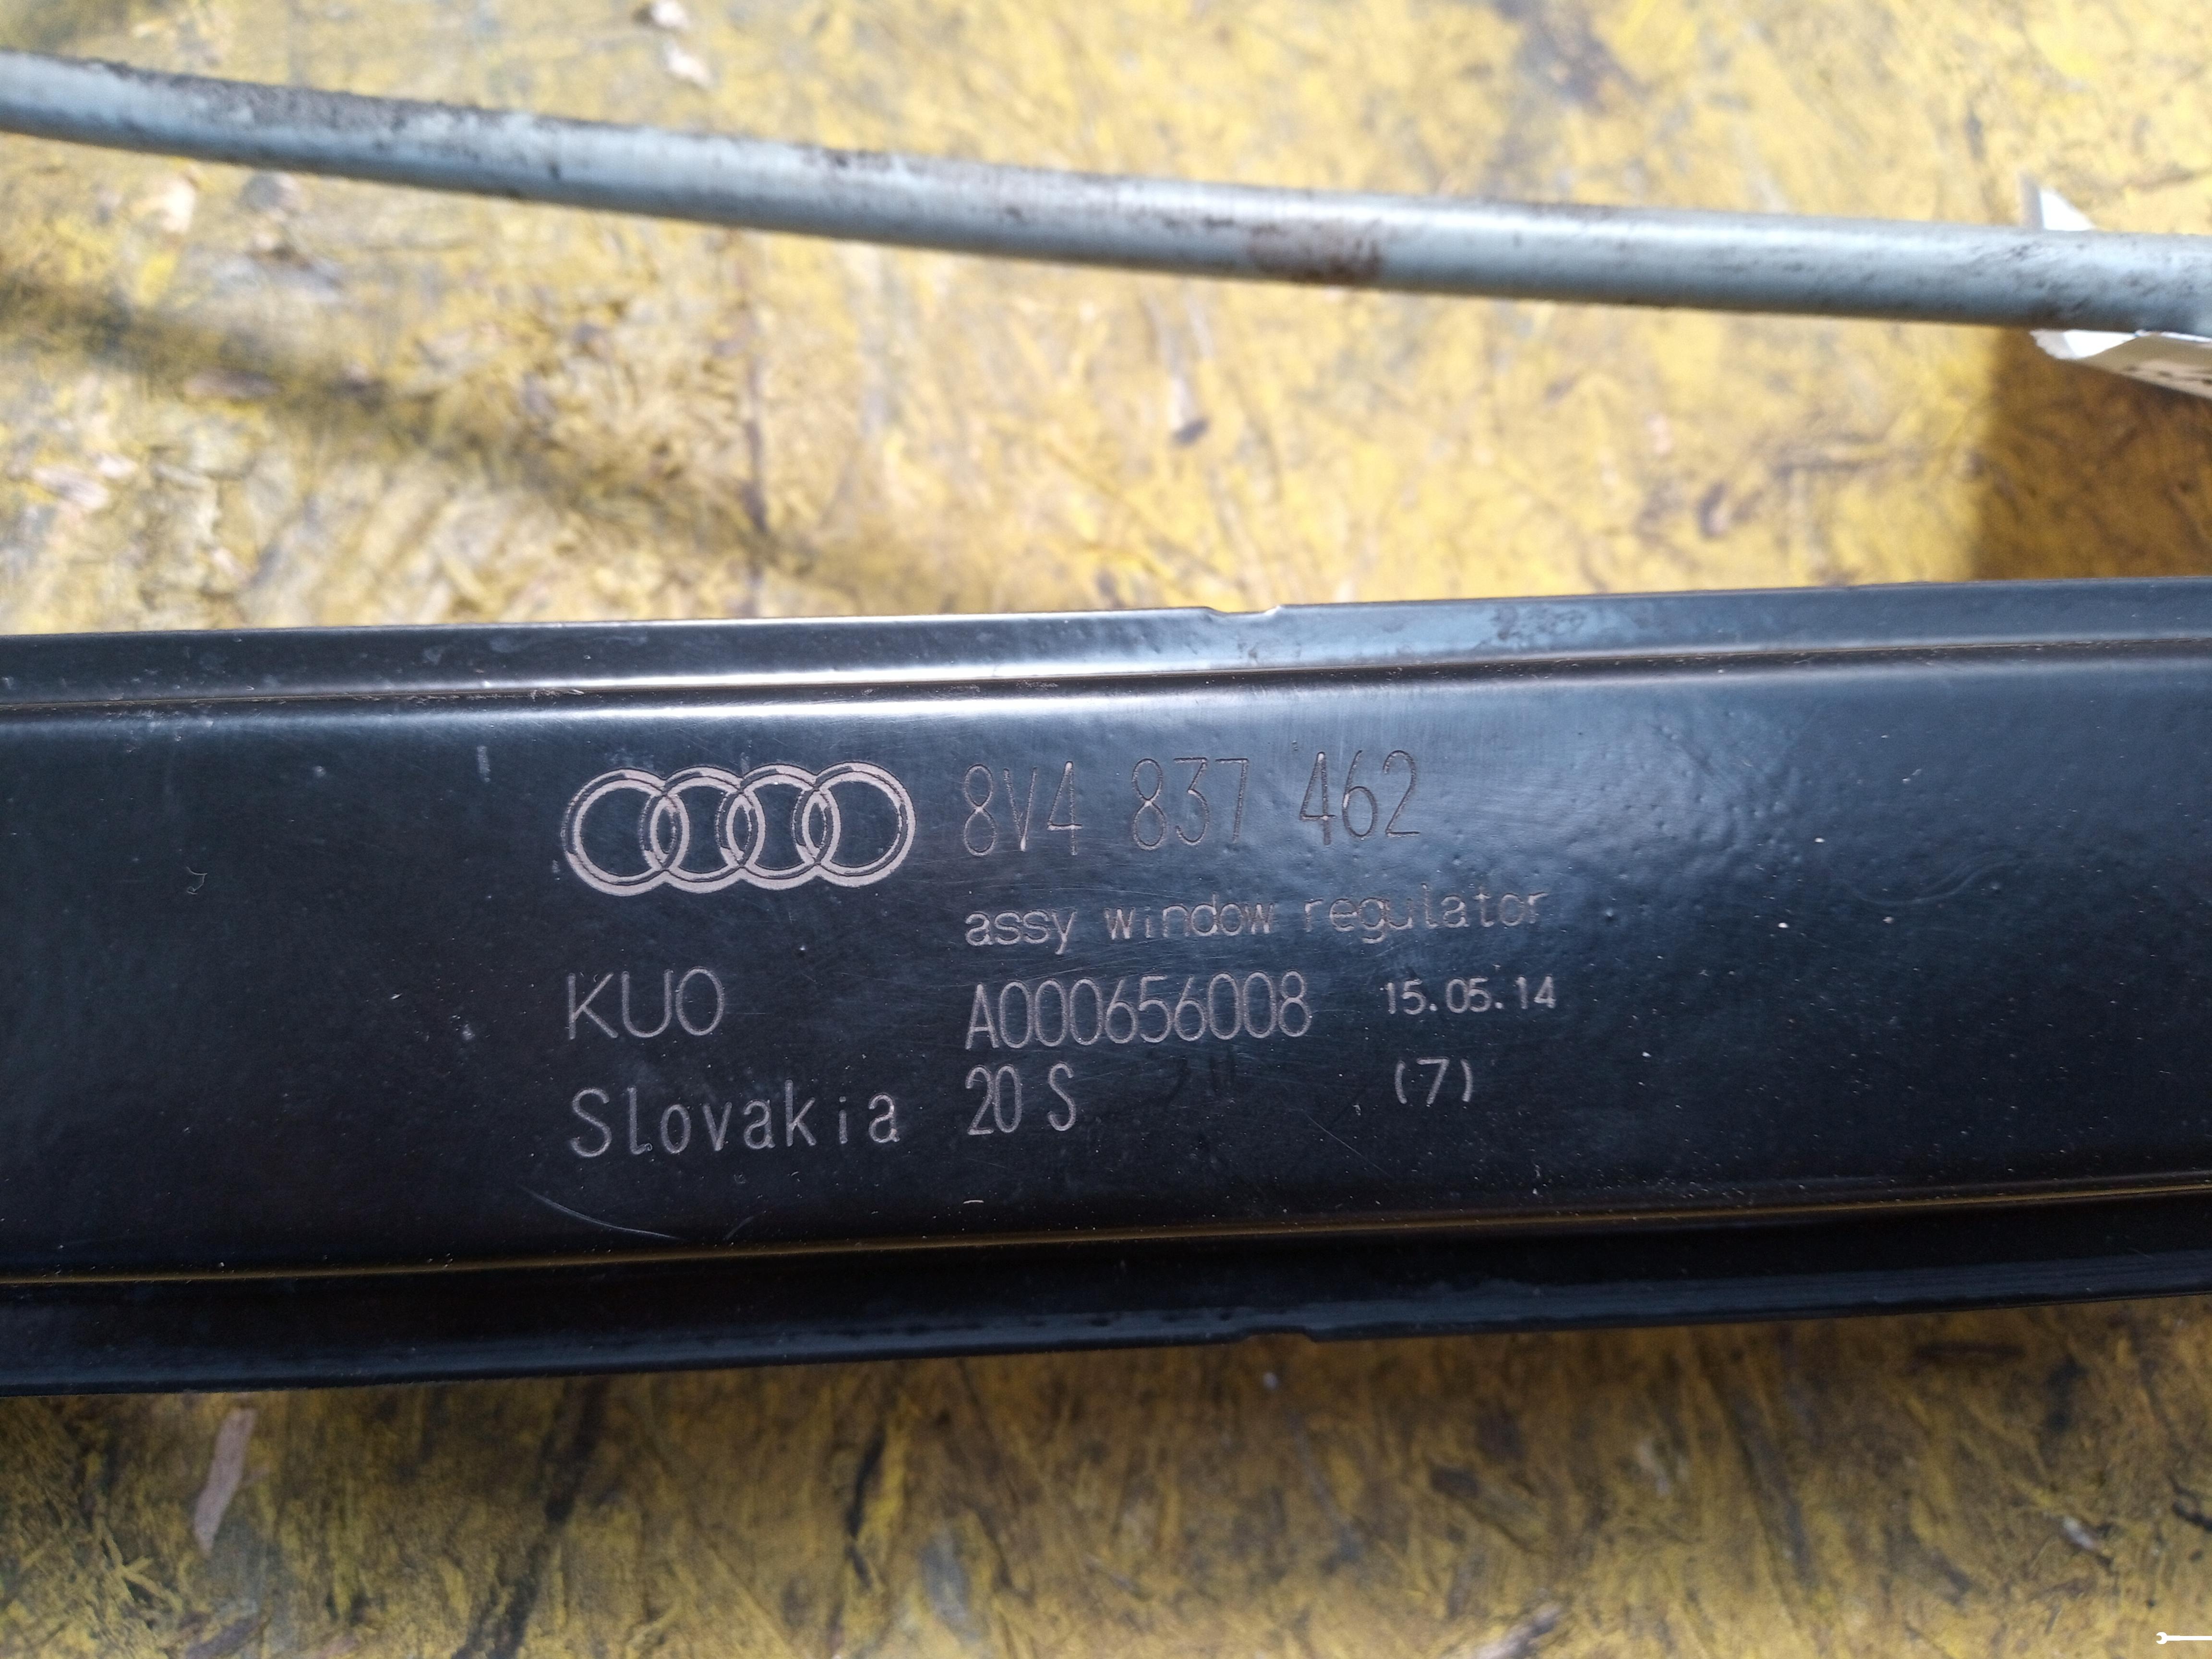 8V4 837 462
assy window regulator
KUO A000656008 15.05.14
Slovakia 20 S (7)